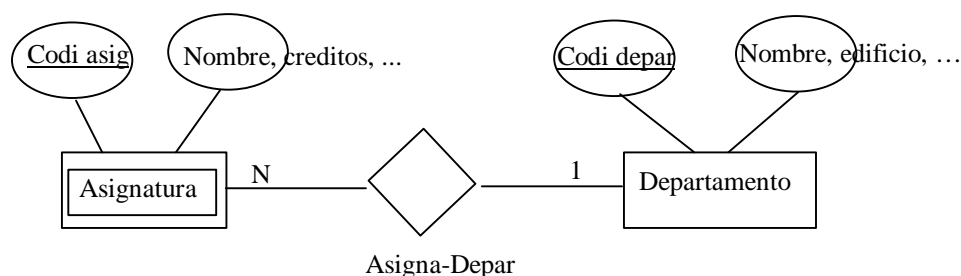 Codi asig
Nombre, creditos, ...
Codi depar
Nombre, edificio, …
Asignatura
N
1
Departamento
Asigna-Depar